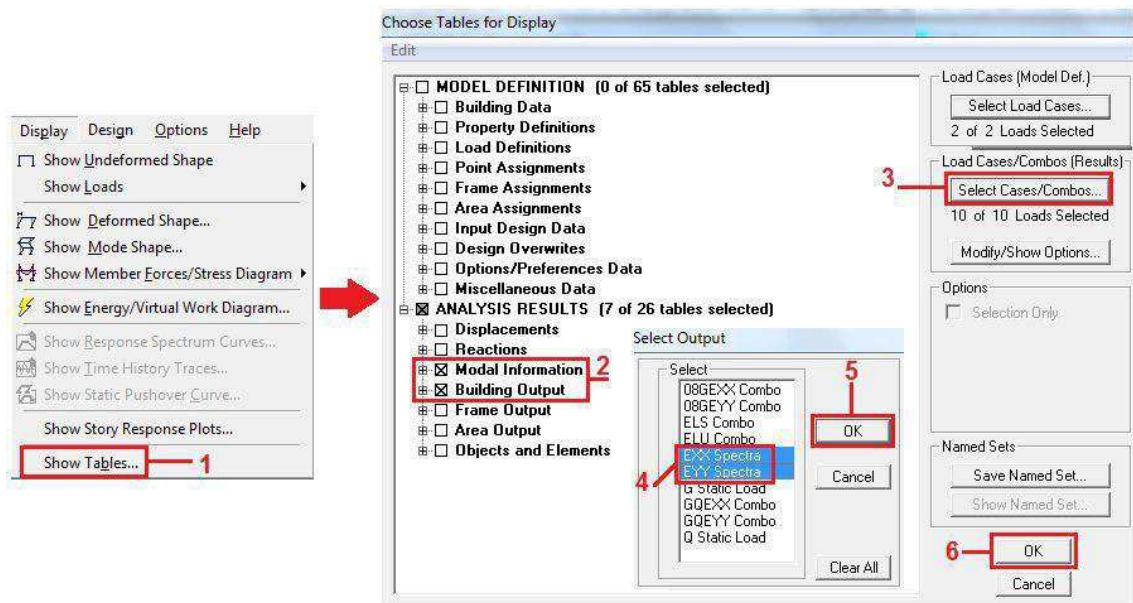 Display Design Options Help
Show Undeformed Shape
Show Loads
Show Deformed Shape...
Show Mode Shape...
Show Member Forces/Stress Diagram
Show Energy/Virtual Work Diagram...
Show Response Spectrum Curves...
Show Time History Traces...
Show Static Pushover Curve...
Show Story Response Plots...
Show Tables...
1
Choose Tables for Display
Edit
MODEL DEFINITION (0 of 65 tables selected)
Building Data
Property Definitions
Load Definitions
Point Assignments
Frame Assignments
Area Assignments
Input Design Data
Design Overwrites
Options/Preferences Data
Miscellaneous Data
ANALYSIS RESULTS (7 of 26 tables selected)
Displacements
Reactions
Modal Information
Building Output
2
Frame Output
Area Output
Objects and Elements
Select Output
Select
08GEXX Combo
08GEYY Combo
ELS Combo
ELU Combo
EXX Spectra
EYY Spectra
4
G Static Load
GQEXX Combo
GQEYY Combo
Q Static Load
5
OK
Cancel
Clear All
Load Cases (Model Def.)
Select Load Cases...
2 of 2 Loads Selected
Load Cases/Combos (Results)
3
Select Cases/Combos...
10 of 10 Loads Selected
Modify/Show Options...
Options
Selection Only
Named Sets
Save Named Set...
Show Named Set...
6
OK
Cancel